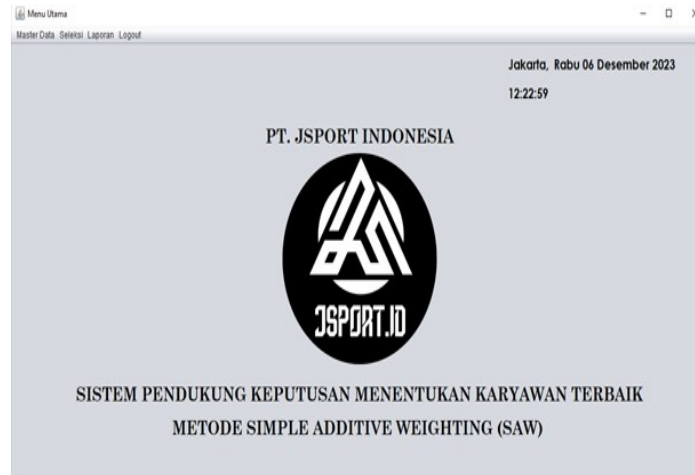 Menu Utama
Master Data Seleksi Laporan Logout
Jakarta, Rabu 06 Desember 2023
12:22:59
PT. JSPORT INDONESIA
JSPORT.ID
SISTEM PENDUKUNG KEPUTUSAN MENENTUKAN KARYAWAN TERBAIK
METODE SIMPLE ADDITIVE WEIGHTING (SAW)